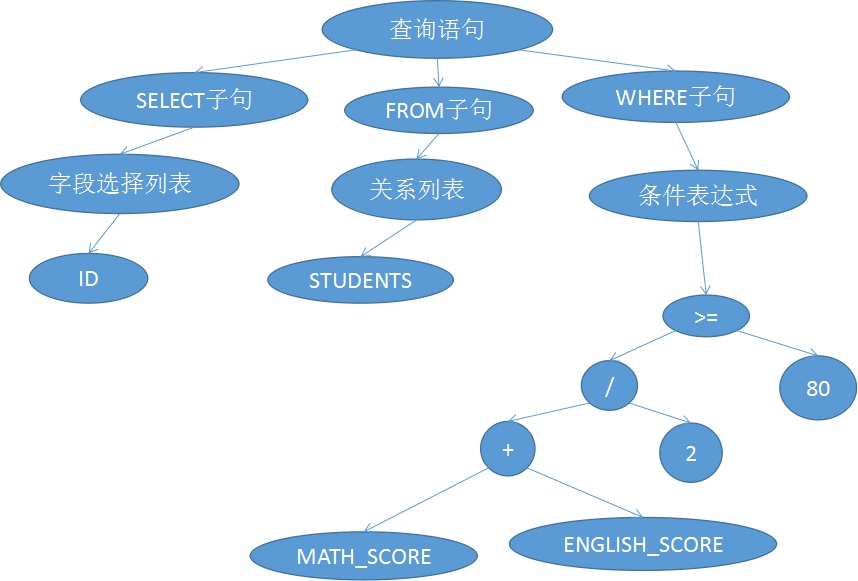 查询语句
SELECT子句
FROM子句
WHERE子句
字段选择列表
关系列表
条件表达式
ID
STUDENTS
>=
/
80
+
2
MATH_SCORE
ENGLISH_SCORE